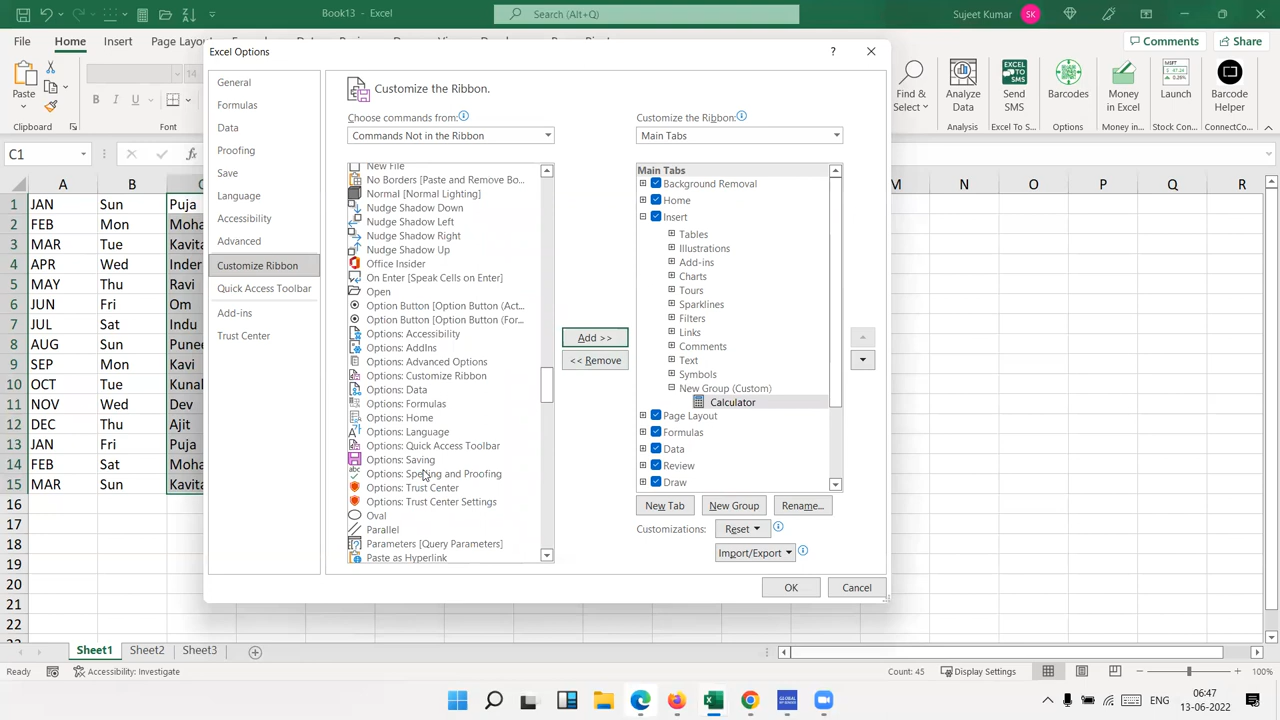 Book13 - Excel
Search (Alt+Q)
Sujeet Kumar
SK
File
Home
Insert
Page Layout
Comments
Share
Paste
Clipboard
B
I
U
14
Font
Find &
Select
Analyze
Data
Analysis
Send
SMS
EXCEL
TO
SMS
Excel To S...
Barcodes
Options
Money
in Excel
Money in...
Launch
Stock Con...
Barcode
Helper
ConnectCo...
C1
fx
Excel Options
?
General
Formulas
Data
Proofing
Save
Language
Accessibility
Advanced
Customize Ribbon
Quick Access Toolbar
Add-ins
Trust Center
Customize the Ribbon.
Choose commands from:
Commands Not in the Ribbon
New File
No Borders [Paste and Remove Bo...
Normal [Normal Lighting]
Nudge Shadow Down
Nudge Shadow Left
Nudge Shadow Right
Nudge Shadow Up
Office Insider
On Enter [Speak Cells on Enter]
Open
Option Button [Option Button (Act...
Option Button [Option Button (For...
Options: Accessibility
Options: AddIns
Options: Advanced Options
Options: Customize Ribbon
Options: Data
Options: Formulas
Options: Home
Options: Language
Options: Quick Access Toolbar
Options: Saving
Options: Spelling and Proofing
Options: Trust Center
Options: Trust Center Settings
Oval
Parallel
Parameters [Query Parameters]
Paste as Hyperlink
Add >>
<< Remove
Customize the Ribbon:
Main Tabs
Main Tabs
Background Removal
Home
Insert
Tables
Illustrations
Add-ins
Charts
Tours
Sparklines
Filters
Links
Comments
Text
Symbols
New Group (Custom)
Calculator
Page Layout
Formulas
Data
Review
Draw
New Tab
New Group
Rename...
Customizations:
Reset
Import/Export
OK
Cancel
A B C M N O P Q R
1 JAN Sun Puja
2 FEB Mon Moha
3 MAR Tue Kavita
4 APR Wed Inder
5 MAY Thu Ravi
6 JUN Fri Om
7 JUL Sat Indu
8 AUG Sun Moha
9 SEP Mon Kavita
10 OCT Tue Kunal
11 NOV Wed Dev
12 DEC Thu Ajit
13 JAN Fri Puja
14 FEB Sat Moha
15 MAR Sun Kavita
16
17
18
19
20
21
22
Sheet1
Sheet2
Sheet3
Ready
Accessibility: Investigate
Count: 45
Display Settings
100%
ENG
06:47
13-06-2022